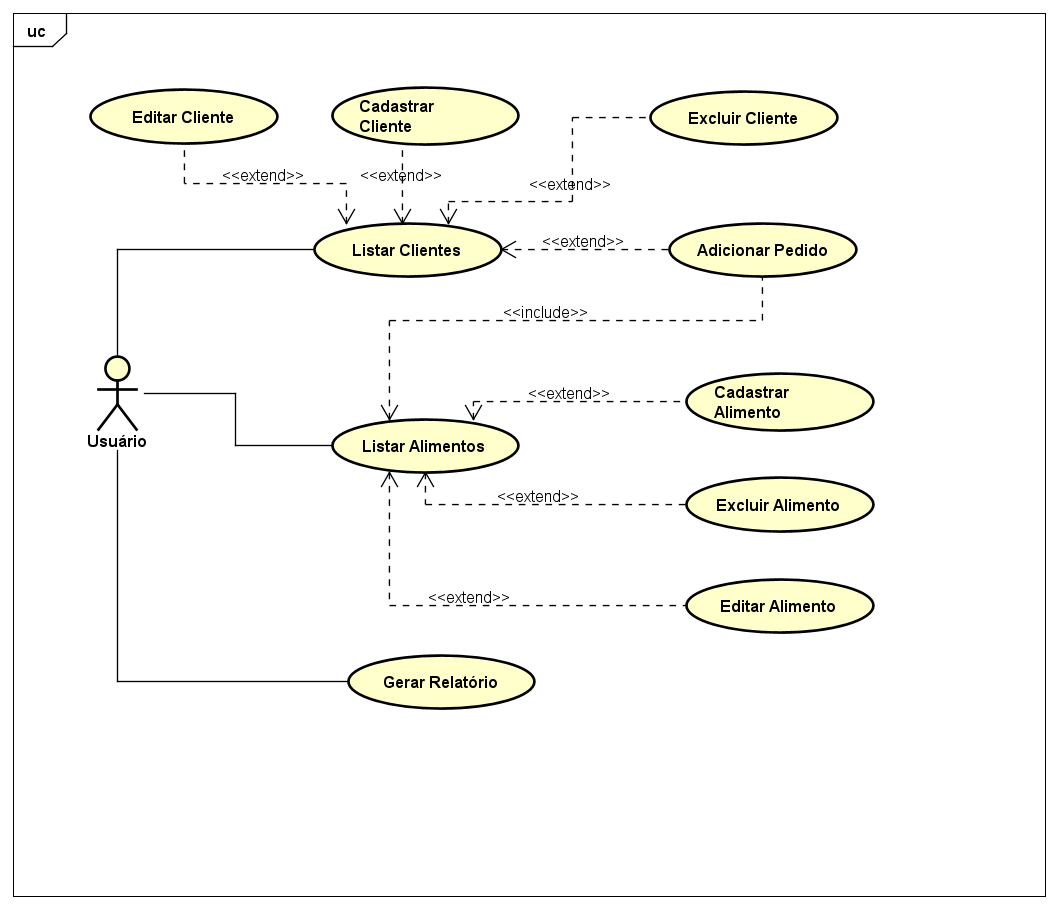 uc
Editar Cliente
Cadastrar
Cliente
Excluir Cliente
<<extend>>
<<extend>>
<<extend>>
Listar Clientes
<<extend>>
Adicionar Pedido
<<include>>
Usuário
<<extend>>
Cadastrar
Alimento
Listar Alimentos
<<extend>>
Excluir Alimento
<<extend>>
Editar Alimento
Gerar Relatório